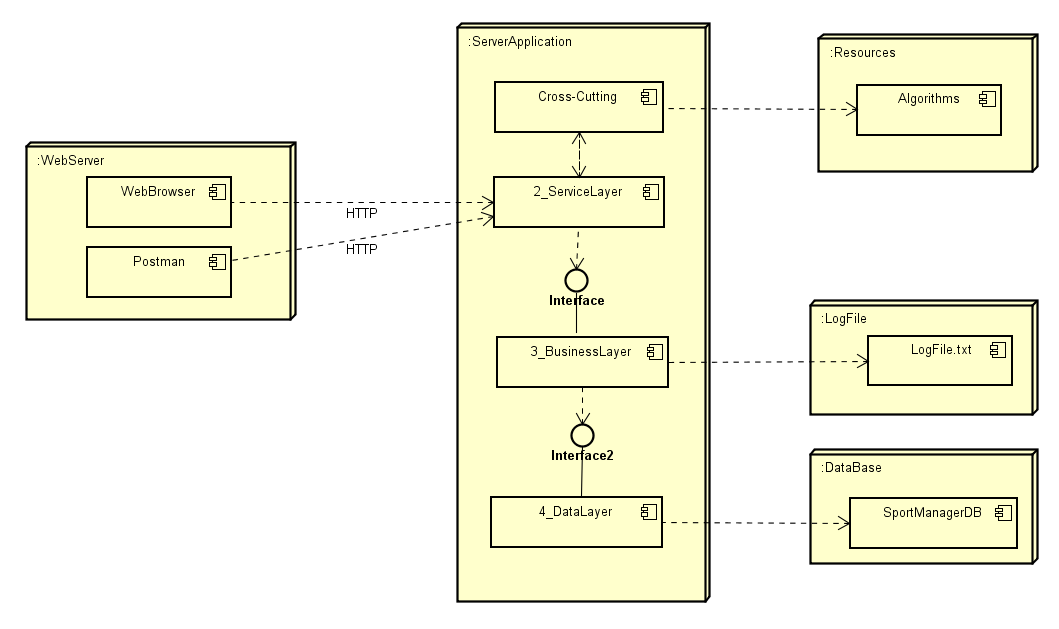 :WebServer
WebBrowser
Postman
HTTP
HTTP
:ServerApplication
Cross-Cutting
2_ServiceLayer
Interface
3_BusinessLayer
Interface2
4_DataLayer
:Resources
Algorithms
:LogFile
LogFile.txt
:DataBase
SportManagerDB